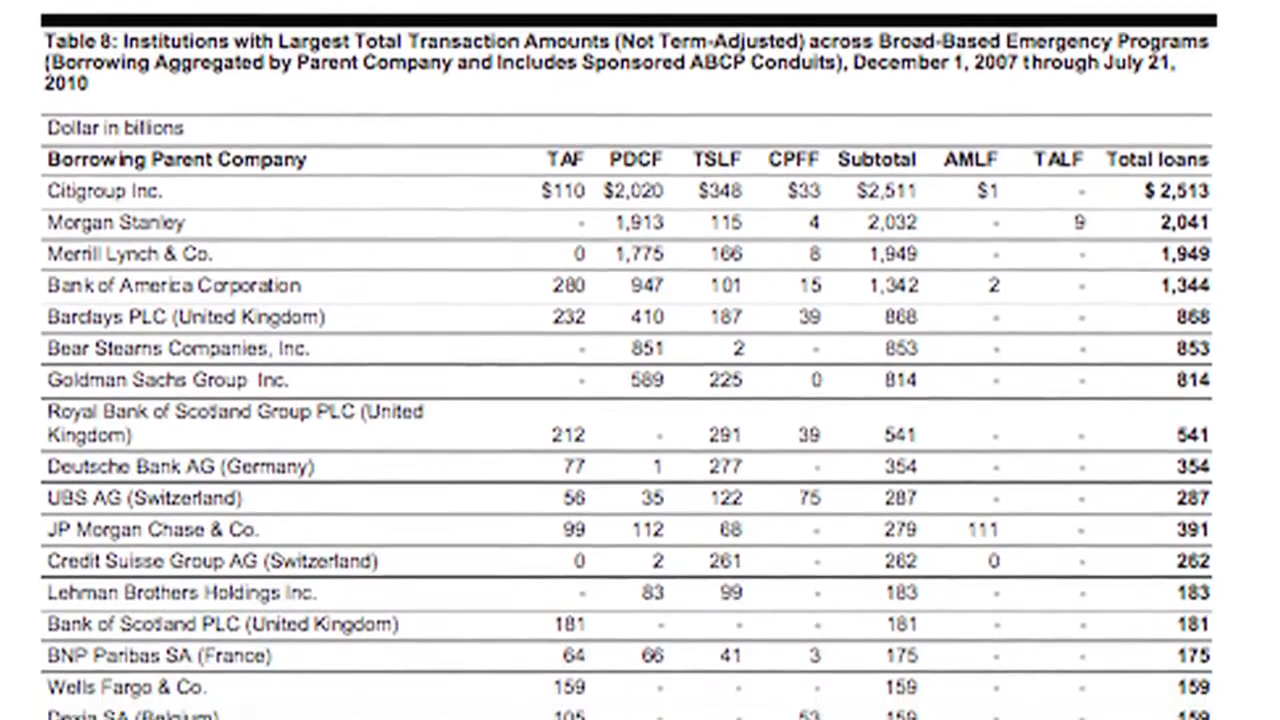 Table 8: Institutions with Largest Total Transaction Amounts (Not Term-Adjusted) across Broad-Based Emergency Programs
(Borrowing Aggregated by Parent Company and Includes Sponsored ABCP Conduits), December 1, 2007 through July 21,
2010
Dollar in billions
Borrowing Parent Company TAF PDCF TSLF CPFF Subtotal AMLF TALF Total loans
Citigroup Inc. $110 $2,020 $348 $33 $2,511 $1 - $ 2,513
Morgan Stanley - 1,913 115 4 2,032 - 9 2,041
Merrill Lynch & Co. 0 1,775 166 8 1,949 - - 1,949
Bank of America Corporation 280 947 101 15 1,342 2 - 1,344
Barclays PLC (United Kingdom) 232 410 187 39 868 - - 868
Bear Stearns Companies, Inc. - 851 2 - 853 - - 853
Goldman Sachs Group Inc. - 589 225 0 814 - - 814
Royal Bank of Scotland Group PLC (United
Kingdom) 212 - 291 39 541 - - 541
Deutsche Bank AG (Germany) 77 1 277 - 354 - - 354
UBS AG (Switzerland) 56 35 122 75 287 - - 287
JP Morgan Chase & Co. 99 112 68 - 279 111 - 391
Credit Suisse Group AG (Switzerland) 0 2 261 - 262 0 - 262
Lehman Brothers Holdings Inc. - 83 99 - 183 - - 183
Bank of Scotland PLC (United Kingdom) 181 - - - 181 - - 181
BNP Paribas SA (France) 64 66 41 3 175 - - 175
Wells Fargo & Co. 159 - - - 159 - - 159
Dexia SA (Belgium) 105 - - 53 159 - - 159